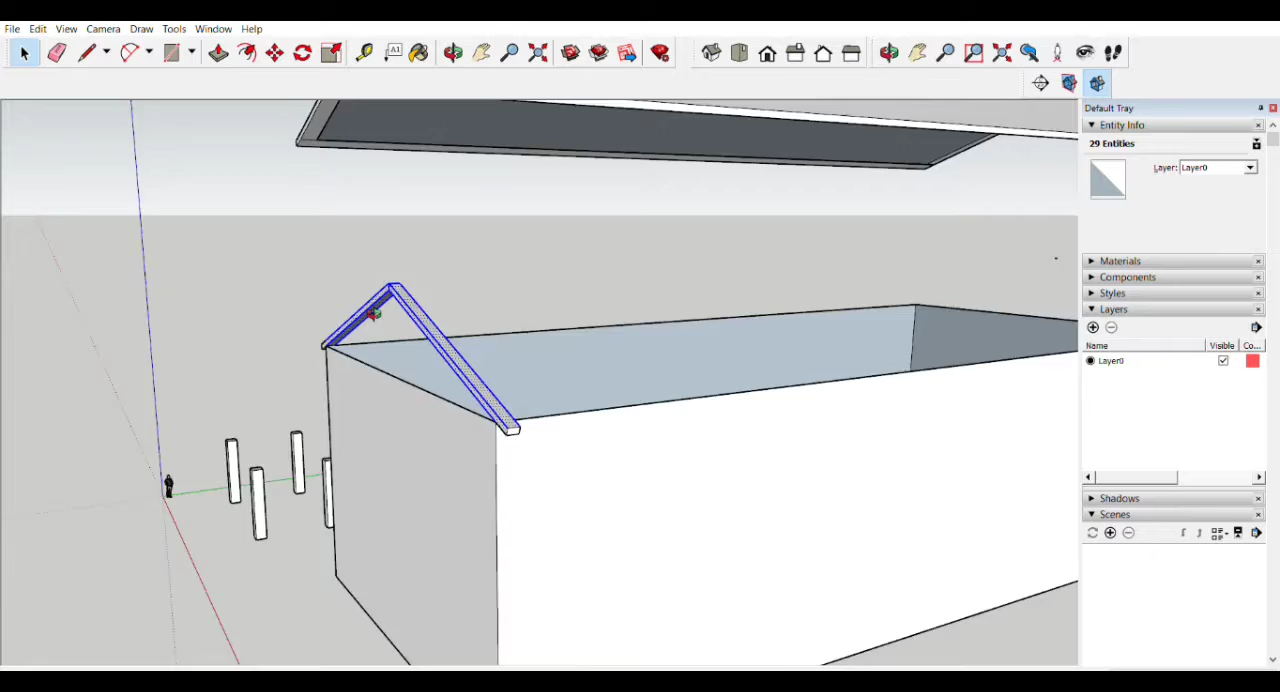 File Edit View Camera Draw Tools Window Help
A1
Default Tray
Entity Info
29 Entities
Layer: Layer0
Materials
Components
Styles
Layers
Name Visible Co...
Layer0
Shadows
Scenes